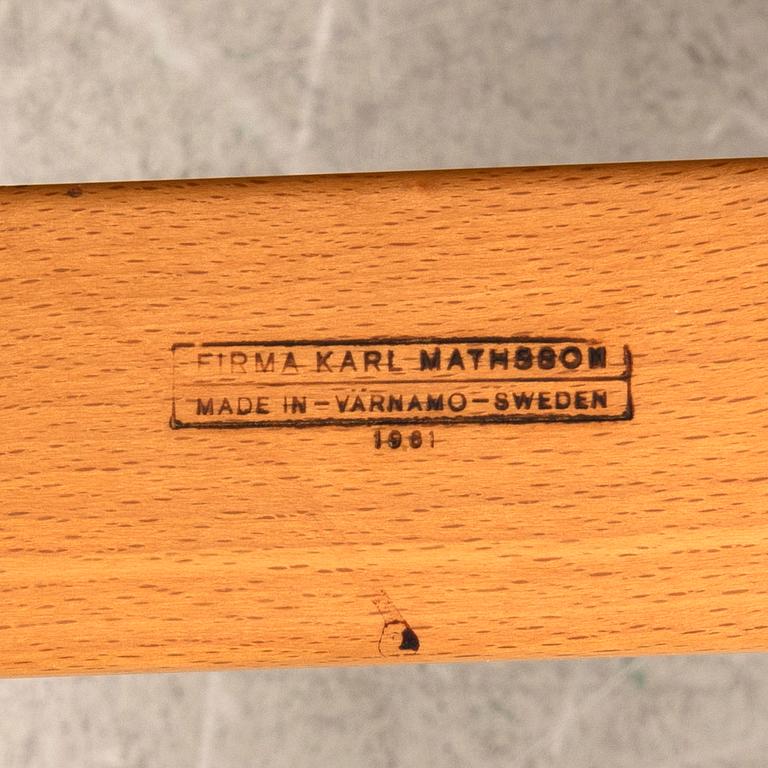 FIRMA KARL MATHSSON
MADE IN - VÄRNAMO - SWEDEN
1961